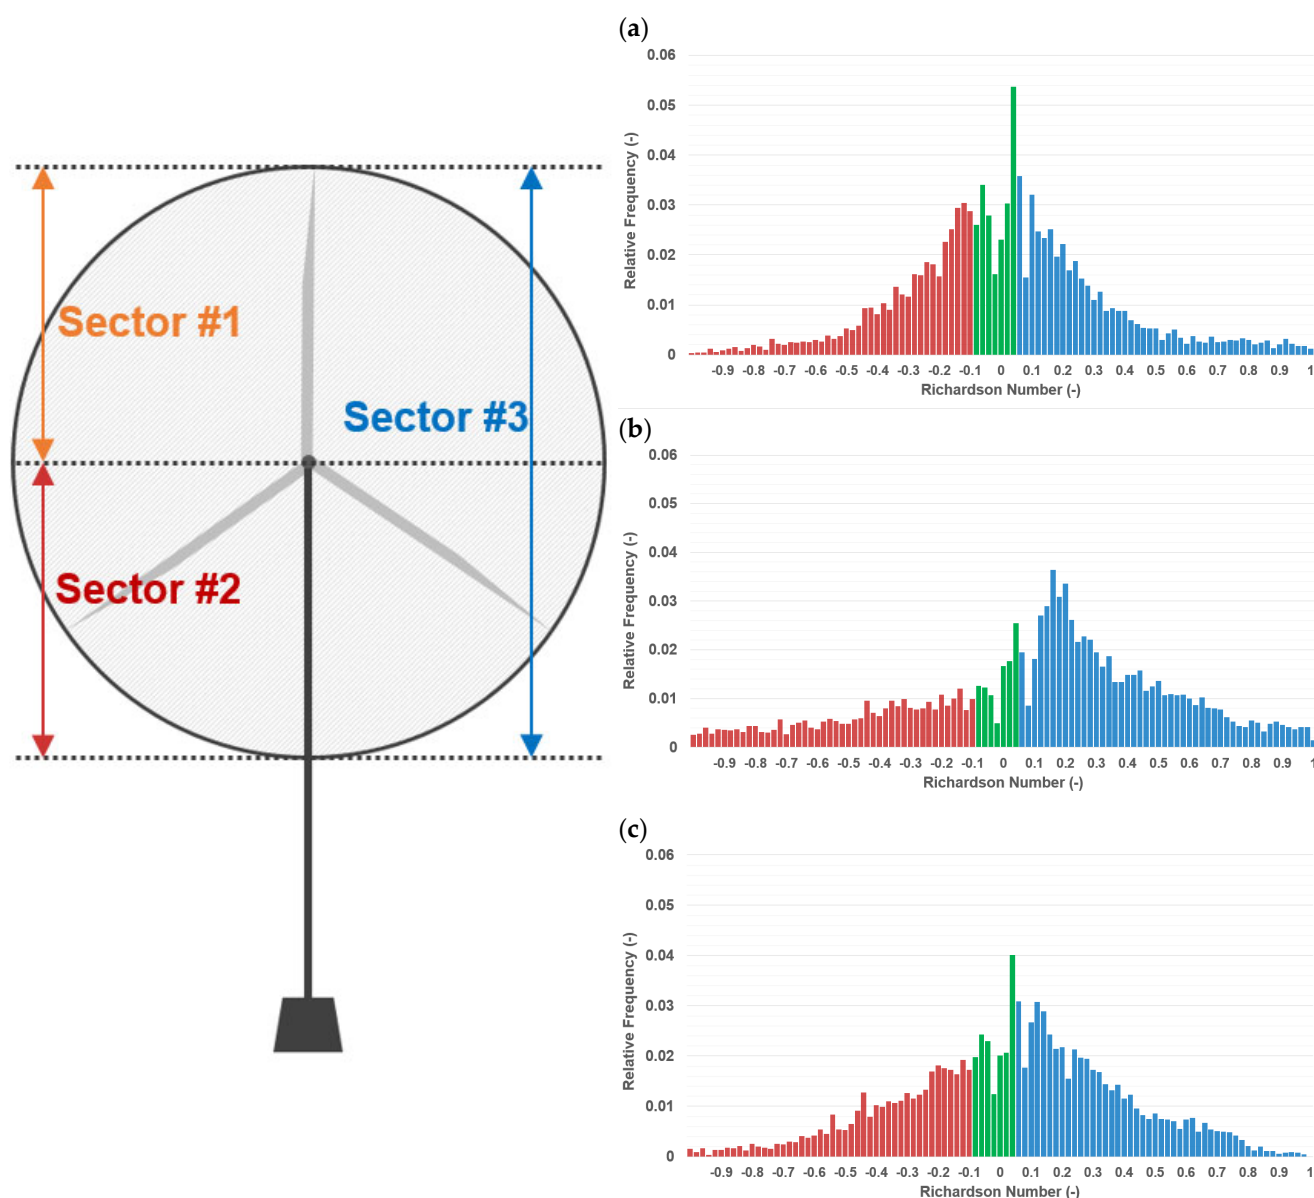 Sector #1
Sector #3
Sector #2
(a)
0.06
0.05
0.04
0.03
0.02
0.01
0
Relative Frequency (-)
-0.9 -0.8 -0.7 -0.6 -0.5 -0.4 -0.3 -0.2 -0.1 0 0.1 0.2 0.3 0.4 0.5 0.6 0.7 0.8 0.9 1
Richardson Number (-)
(b)
0.06
0.05
0.04
0.03
0.02
0.01
0
Relative Frequency (-)
-0.9 -0.8 -0.7 -0.6 -0.5 -0.4 -0.3 -0.2 -0.1 0 0.1 0.2 0.3 0.4 0.5 0.6 0.7 0.8 0.9 1
Richardson Number (-)
(c)
0.06
0.05
0.04
0.03
0.02
0.01
0
Relative Frequency (-)
-0.9 -0.8 -0.7 -0.6 -0.5 -0.4 -0.3 -0.2 -0.1 0 0.1 0.2 0.3 0.4 0.5 0.6 0.7 0.8 0.9 1
Richardson Number (-)